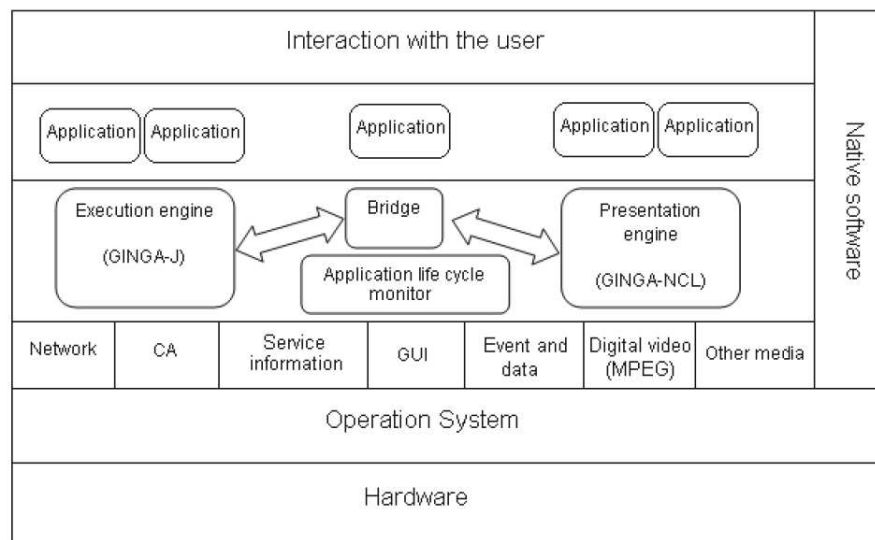 Interaction with the user
Native software
Application
Application
Application
Application
Application
Execution engine
(GINGA-J)
Bridge
Application life cycle
monitor
Presentation
engine
(GINGA-NCL)
Network
CA
Service
information
GUI
Event and
data
Digital video
(MPEG)
Other media
Operation System
Hardware